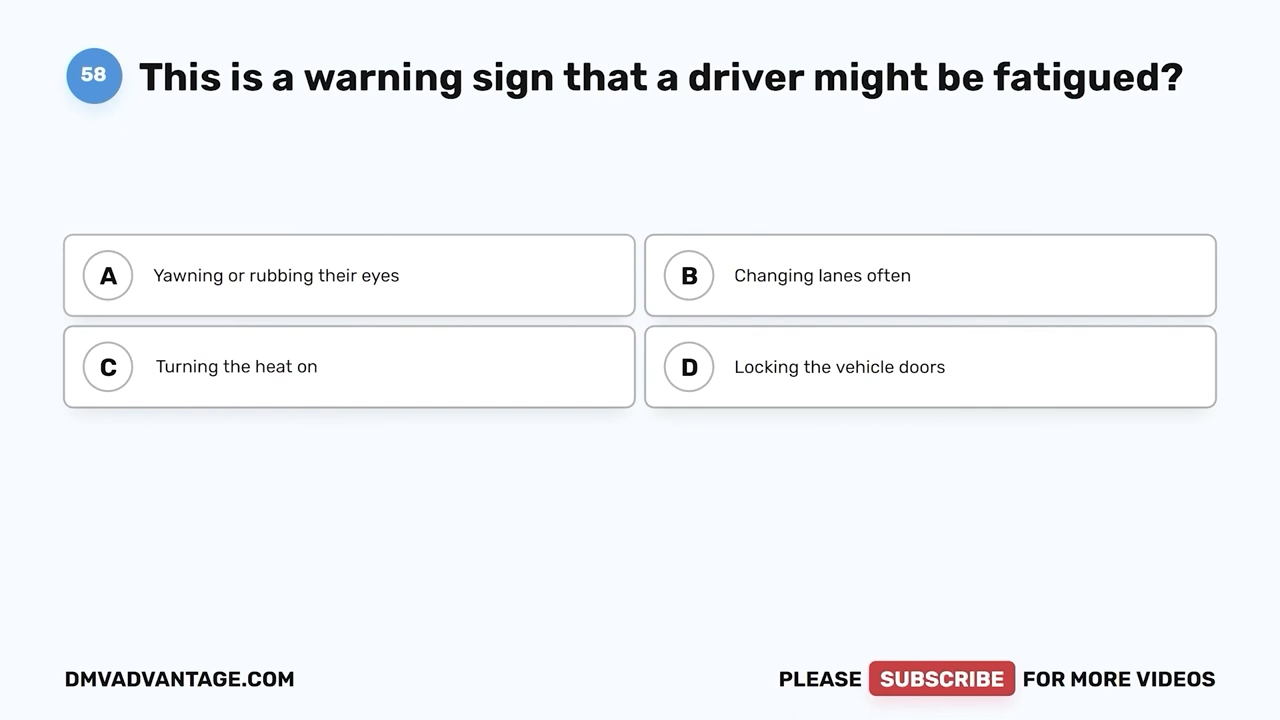 58 This is a warning sign that a driver might be fatigued?
A Yawning or rubbing their eyes
B Changing lanes often
C Turning the heat on
D Locking the vehicle doors
DMVADVANTAGE.COM
PLEASE SUBSCRIBE FOR MORE VIDEOS